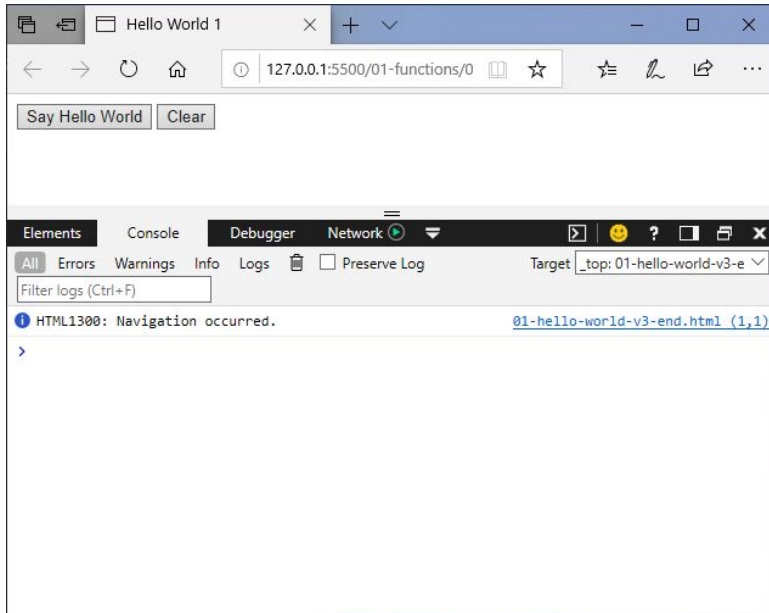 Hello World 1
127.0.0.1:5500/01-functions/0
Say Hello World Clear
Elements Console Debugger Network
All Errors Warnings Info Logs Preserve Log Target _top: 01-hello-world-v3-e
Filter logs (Ctrl+F)
HTML1300: Navigation occurred. 01-hello-world-v3-end.html (1,1)